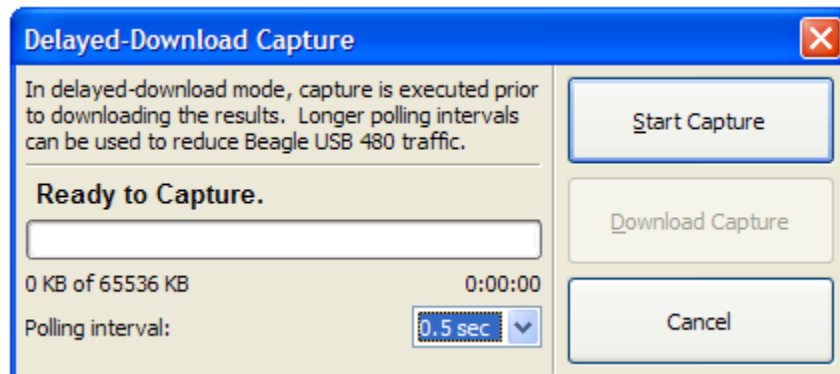 Delayed-Download Capture
In delayed-download mode, capture is executed prior
to downloading the results. Longer polling intervals
can be used to reduce Beagle USB 480 traffic.
Ready to Capture.
0 KB of 65536 KB 0:00:00
Polling interval: 0.5 sec
Start Capture
Download Capture
Cancel